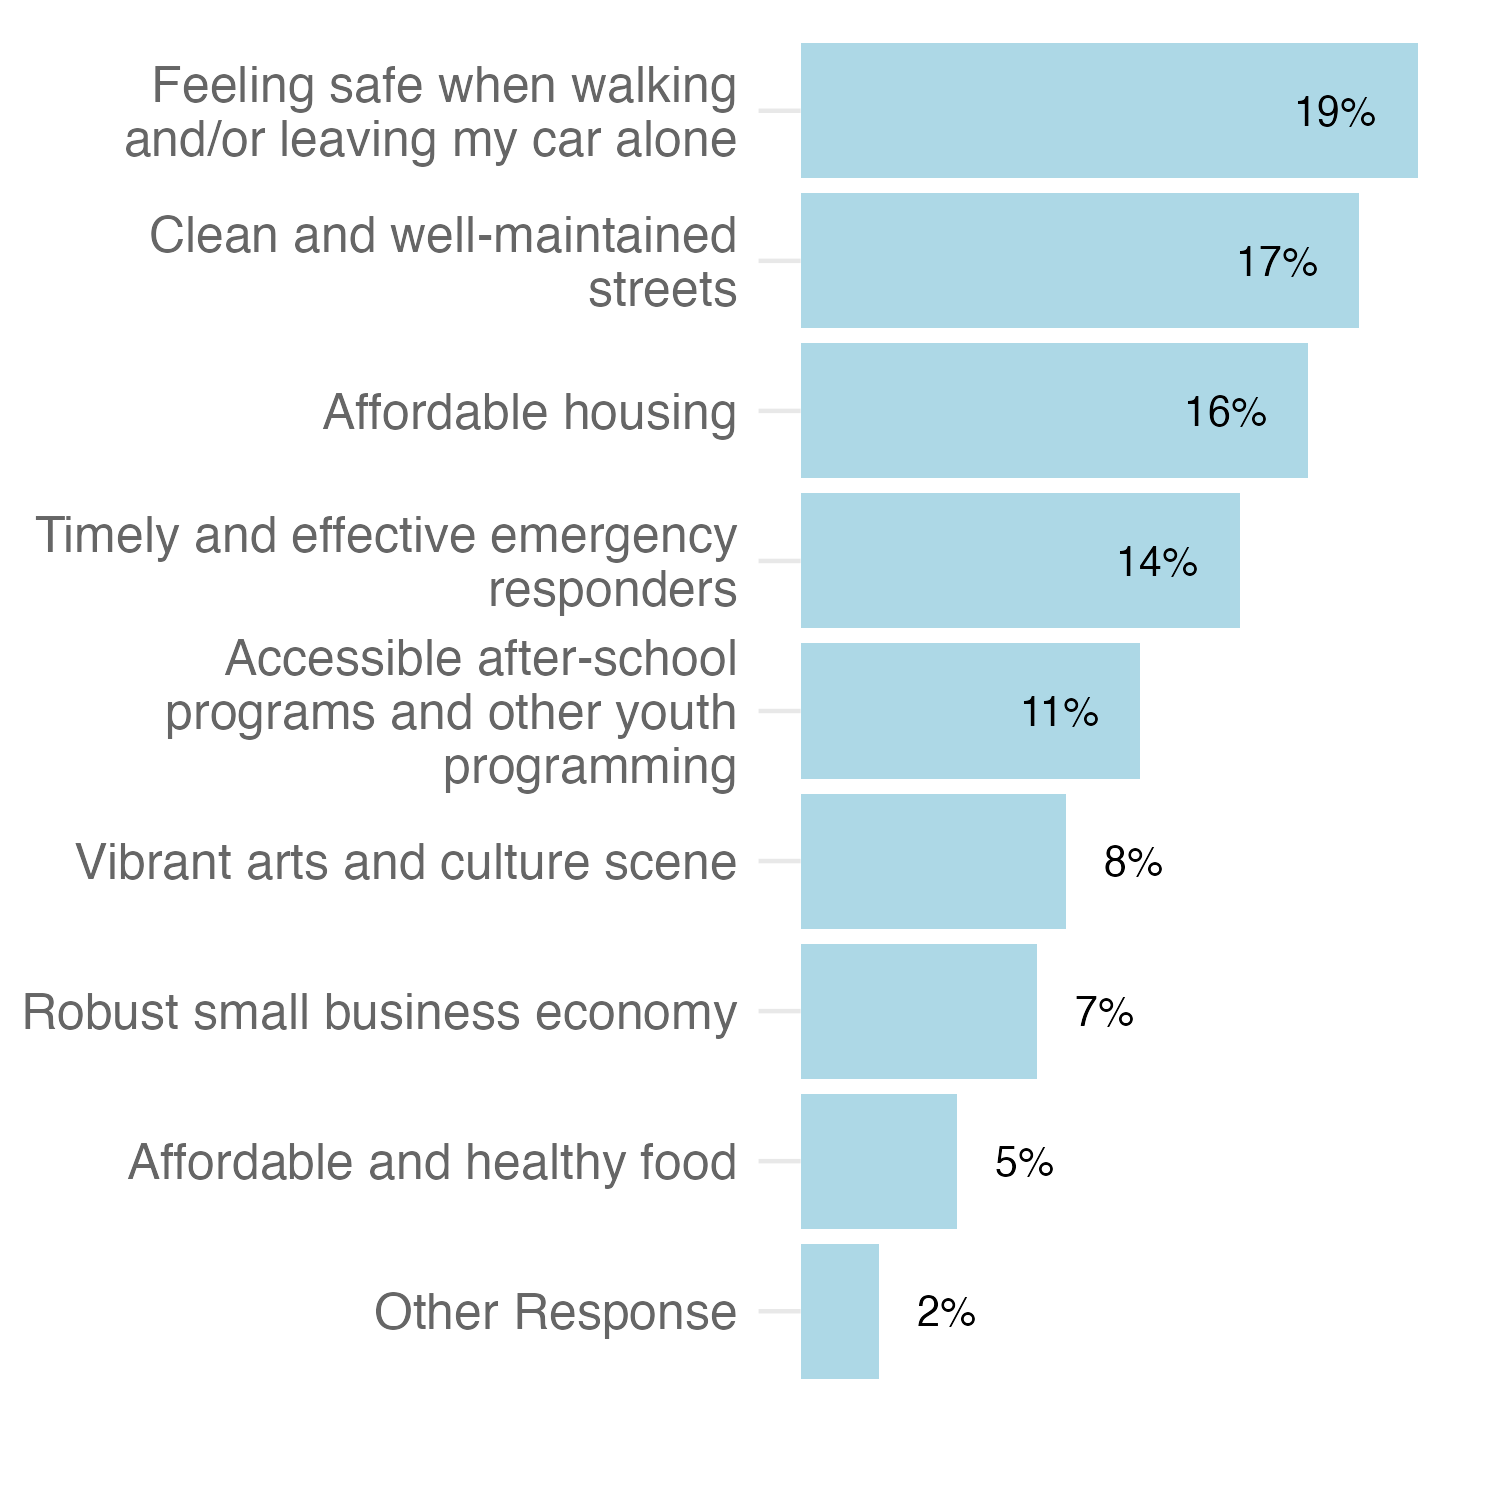 Feeling safe when walking
and/or leaving my car alone
19%
Clean and well-maintained
streets
17%
Affordable housing
16%
Timely and effective emergency
responders
14%
Accessible after-school
programs and other youth
programming
11%
Vibrant arts and culture scene
8%
Robust small business economy
7%
Affordable and healthy food
5%
Other Response
2%